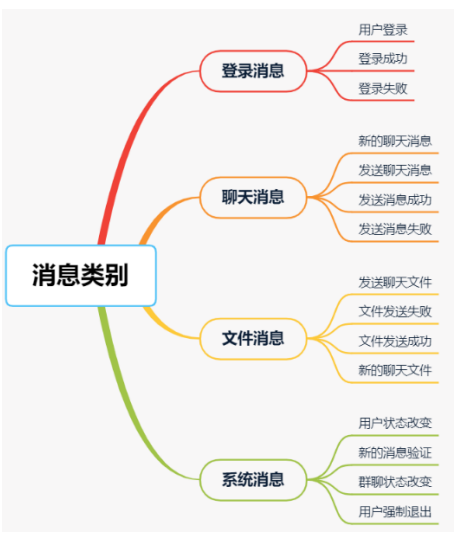 消息类别
登录消息
用户登录
登录成功
登录失败
聊天消息
新的聊天消息
发送聊天消息
发送消息成功
发送消息失败
文件消息
发送聊天文件
文件发送失败
文件发送成功
新的聊天文件
系统消息
用户状态改变
新的消息验证
群聊状态改变
用户强制退出